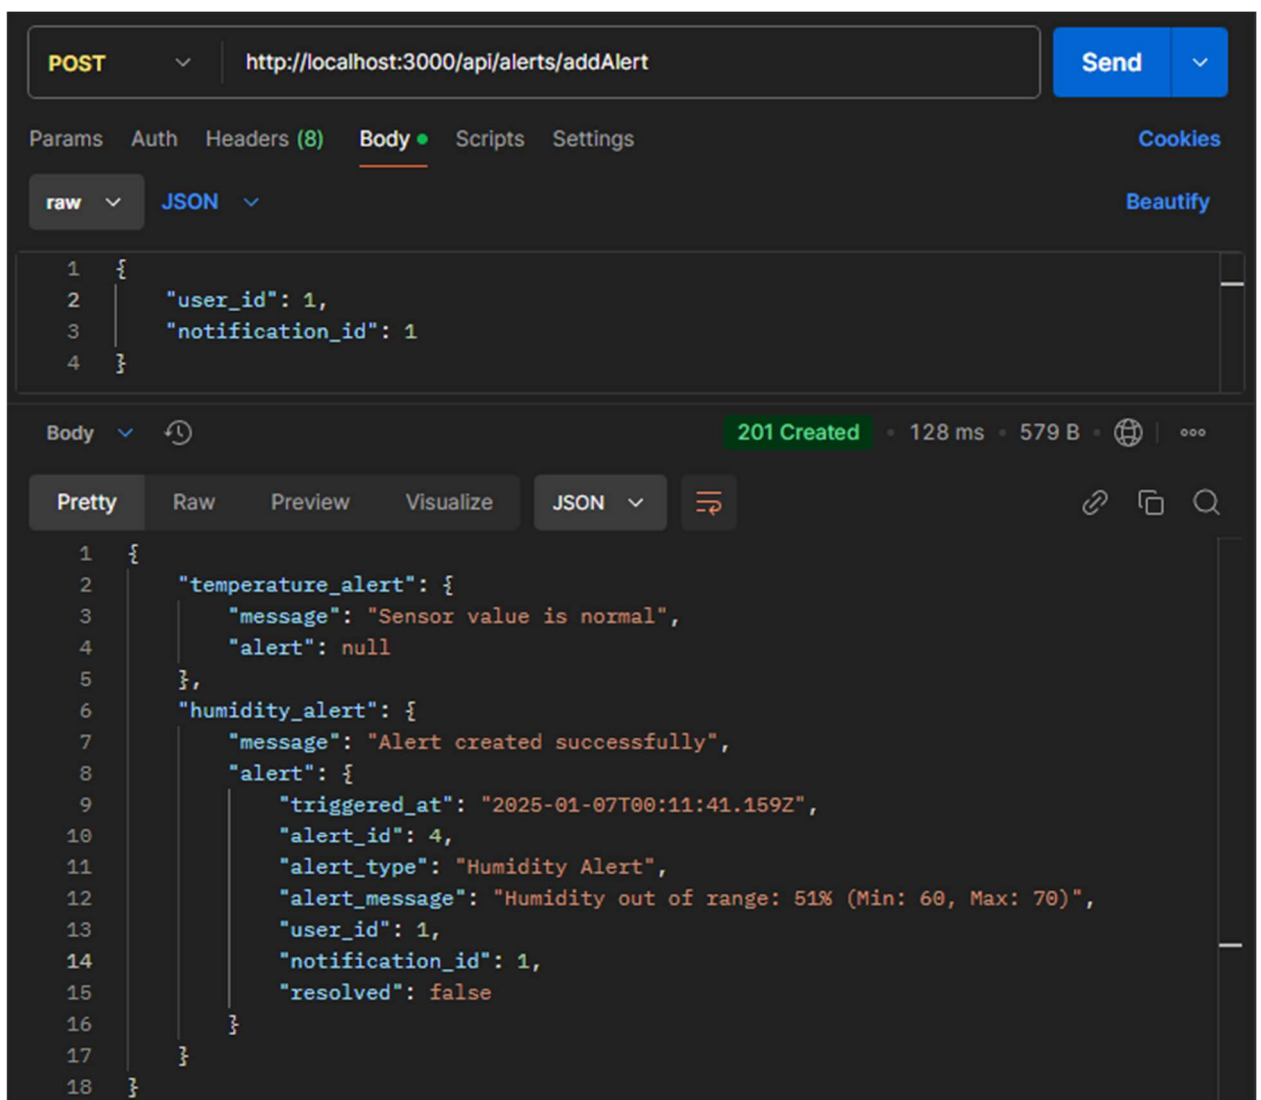 POST http://localhost:3000/api/alerts/addAlert Send
Params Auth Headers (8) Body Scripts Settings Cookies
raw JSON Beautify
1 {
2 "user_id": 1,
3 "notification_id": 1
4 }
Body 201 Created 128 ms 579 B
Pretty Raw Preview Visualize JSON
1 {
2 "temperature_alert": {
3 "message": "Sensor value is normal",
4 "alert": null
5 },
6 "humidity_alert": {
7 "message": "Alert created successfully",
8 "alert": {
9 "triggered_at": "2025-01-07T00:11:41.159Z",
10 "alert_id": 4,
11 "alert_type": "Humidity Alert",
12 "alert_message": "Humidity out of range: 51% (Min: 60, Max: 70)",
13 "user_id": 1,
14 "notification_id": 1,
15 "resolved": false
16 }
17 }
18 }